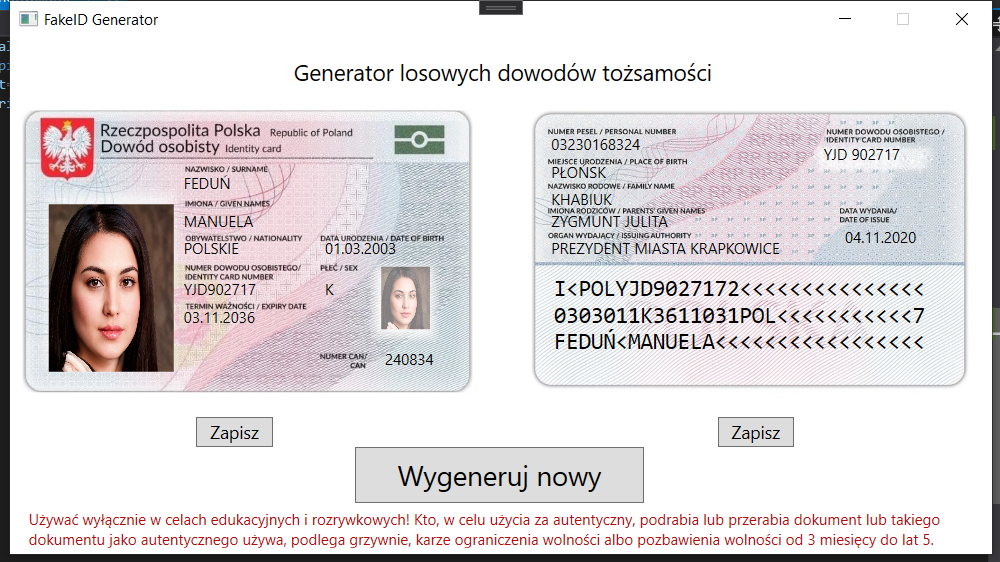 FakeID Generator
Generator losowych dowodów tożsamości
Rzeczpospolita Polska Republic of Poland
Dowód osobisty Identity card
NAZWISKO / SURNAME
FEDUŃ
IMIONA / GIVEN NAMES
MANUELA
OBYWATELSTWO / NATIONALITY DATA URODZENIA / DATE OF BIRTH
POLSKIE 01.03.2003
NUMER DOWODU OSOBISTEGO/ PŁEĆ / SEX
IDENTITY CARD NUMBER
YJD902717 K
TERMIN WAŻNOŚCI / EXPIRY DATE
03.11.2036
NUMER CAN/
CAN
240834
NUMER PESEL / PERSONAL NUMBER
03230168324
NUMER DOWODU OSOBISTEGO /
IDENTITY CARD NUMBER
YJD 902717
MIEJSCE URODZENIA / PLACE OF BIRTH
PŁOŃSK
NAZWISKO RODOWE / FAMILY NAME
KHABIUK
IMIONA RODZICÓW / PARENTS' GIVEN NAMES
ZYGMUNT JULITA
DATA WYDANIA/
DATE OF ISSUE
04.11.2020
ORGAN WYDAJĄCY / ISSUING AUTHORITY
PREZYDENT MIASTA KRAPKOWICE
I<POLYJD9027172<<<<<<<<<<<<<<<
0303011K3611031POL<<<<<<<<<<<7
FEDUŃ<MANUELA<<<<<<<<<<<<<<<<<
Zapisz
Zapisz
Wygeneruj nowy
Używać wyłącznie w celach edukacyjnych i rozrywkowych! Kto, w celu użycia za autentyczny, podrabia lub przerabia dokument lub takiego
dokumentu jako autentycznego używa, podlega grzywnie, karze ograniczenia wolności albo pozbawienia wolności od 3 miesięcy do lat 5.